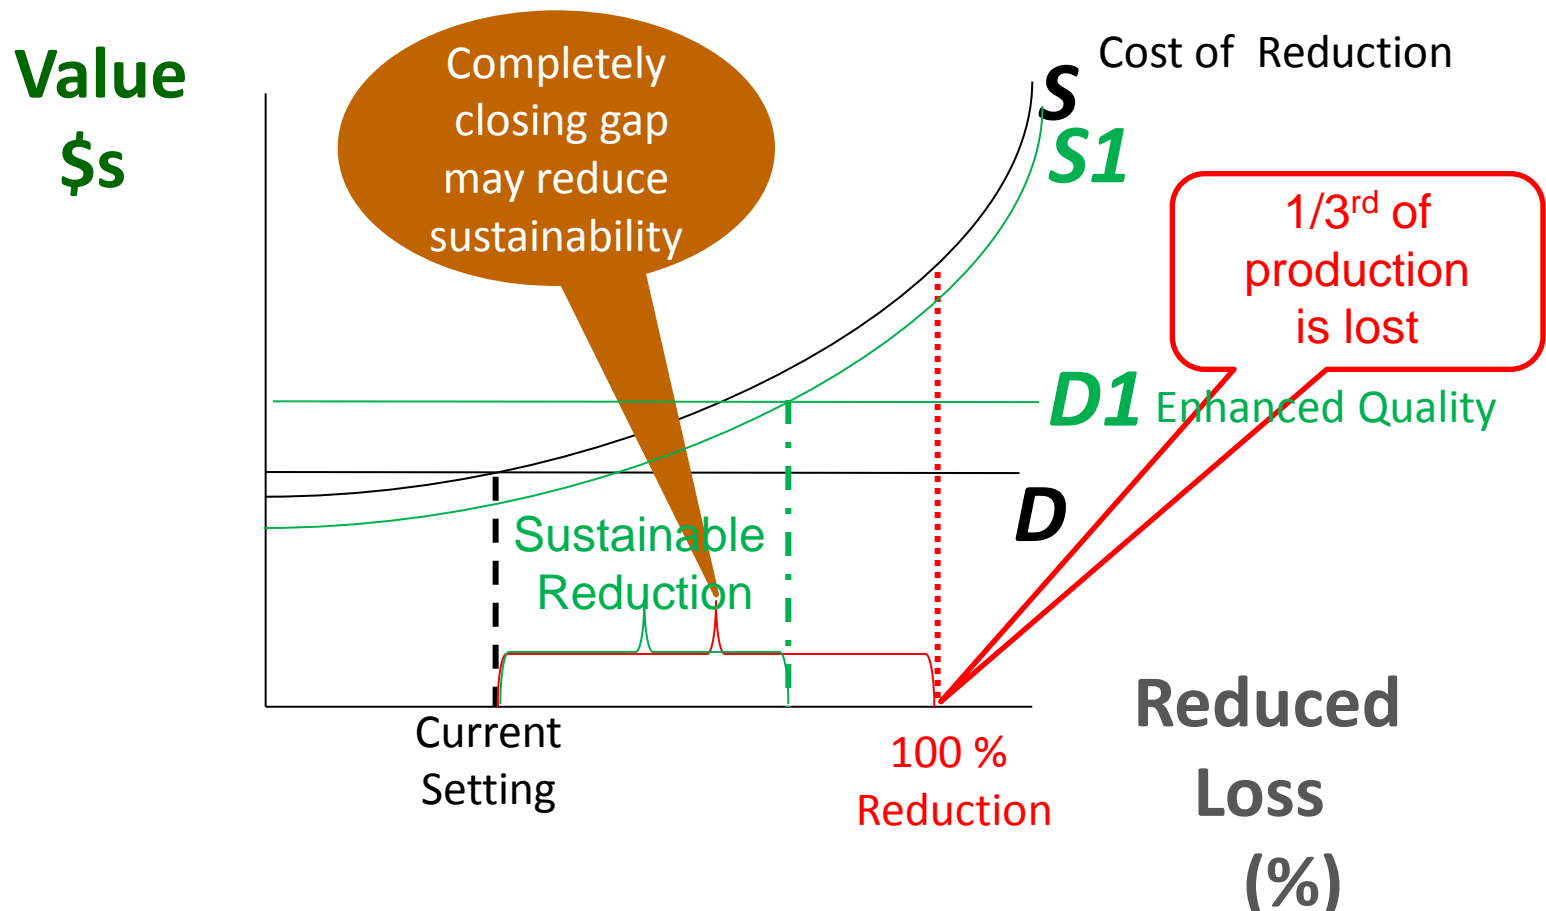 Value
$s
Completely
closing gap
may reduce
sustainability
Cost of Reduction
S
S1
1/3rd of
production
is lost
D1 Enhanced Quality
D
Sustainable
Reduction
Current
Setting
100 %
Reduction
Reduced
Loss
(%)